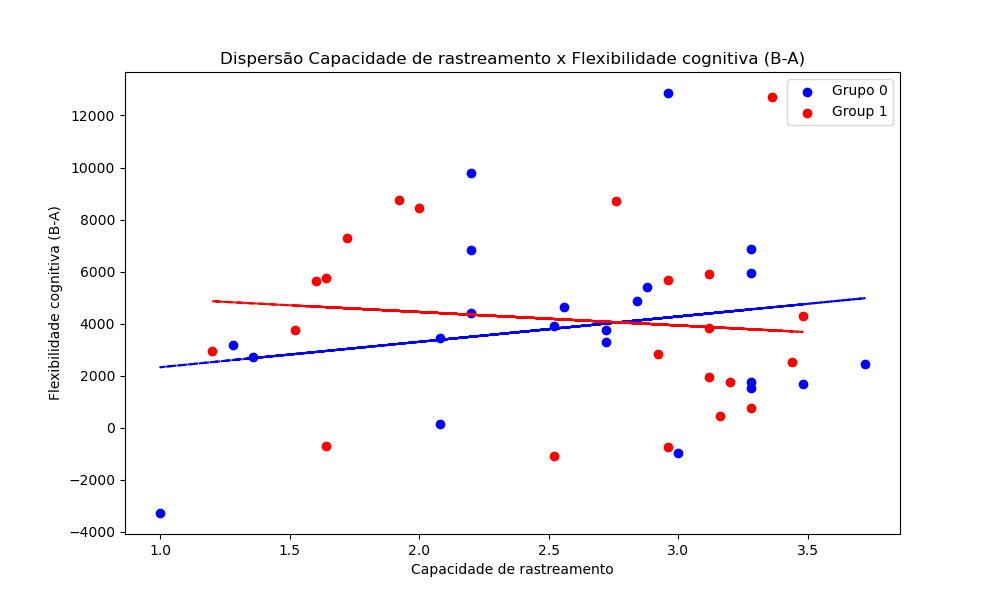 Dispersão Capacidade de rastreamento x Flexibilidade cognitiva (B-A)
Grupo 0
Group 1
Flexibilidade cognitiva (B-A)
12000
10000
8000
6000
4000
2000
0
−2000
−4000
1.0 1.5 2.0 2.5 3.0 3.5
Capacidade de rastreamento